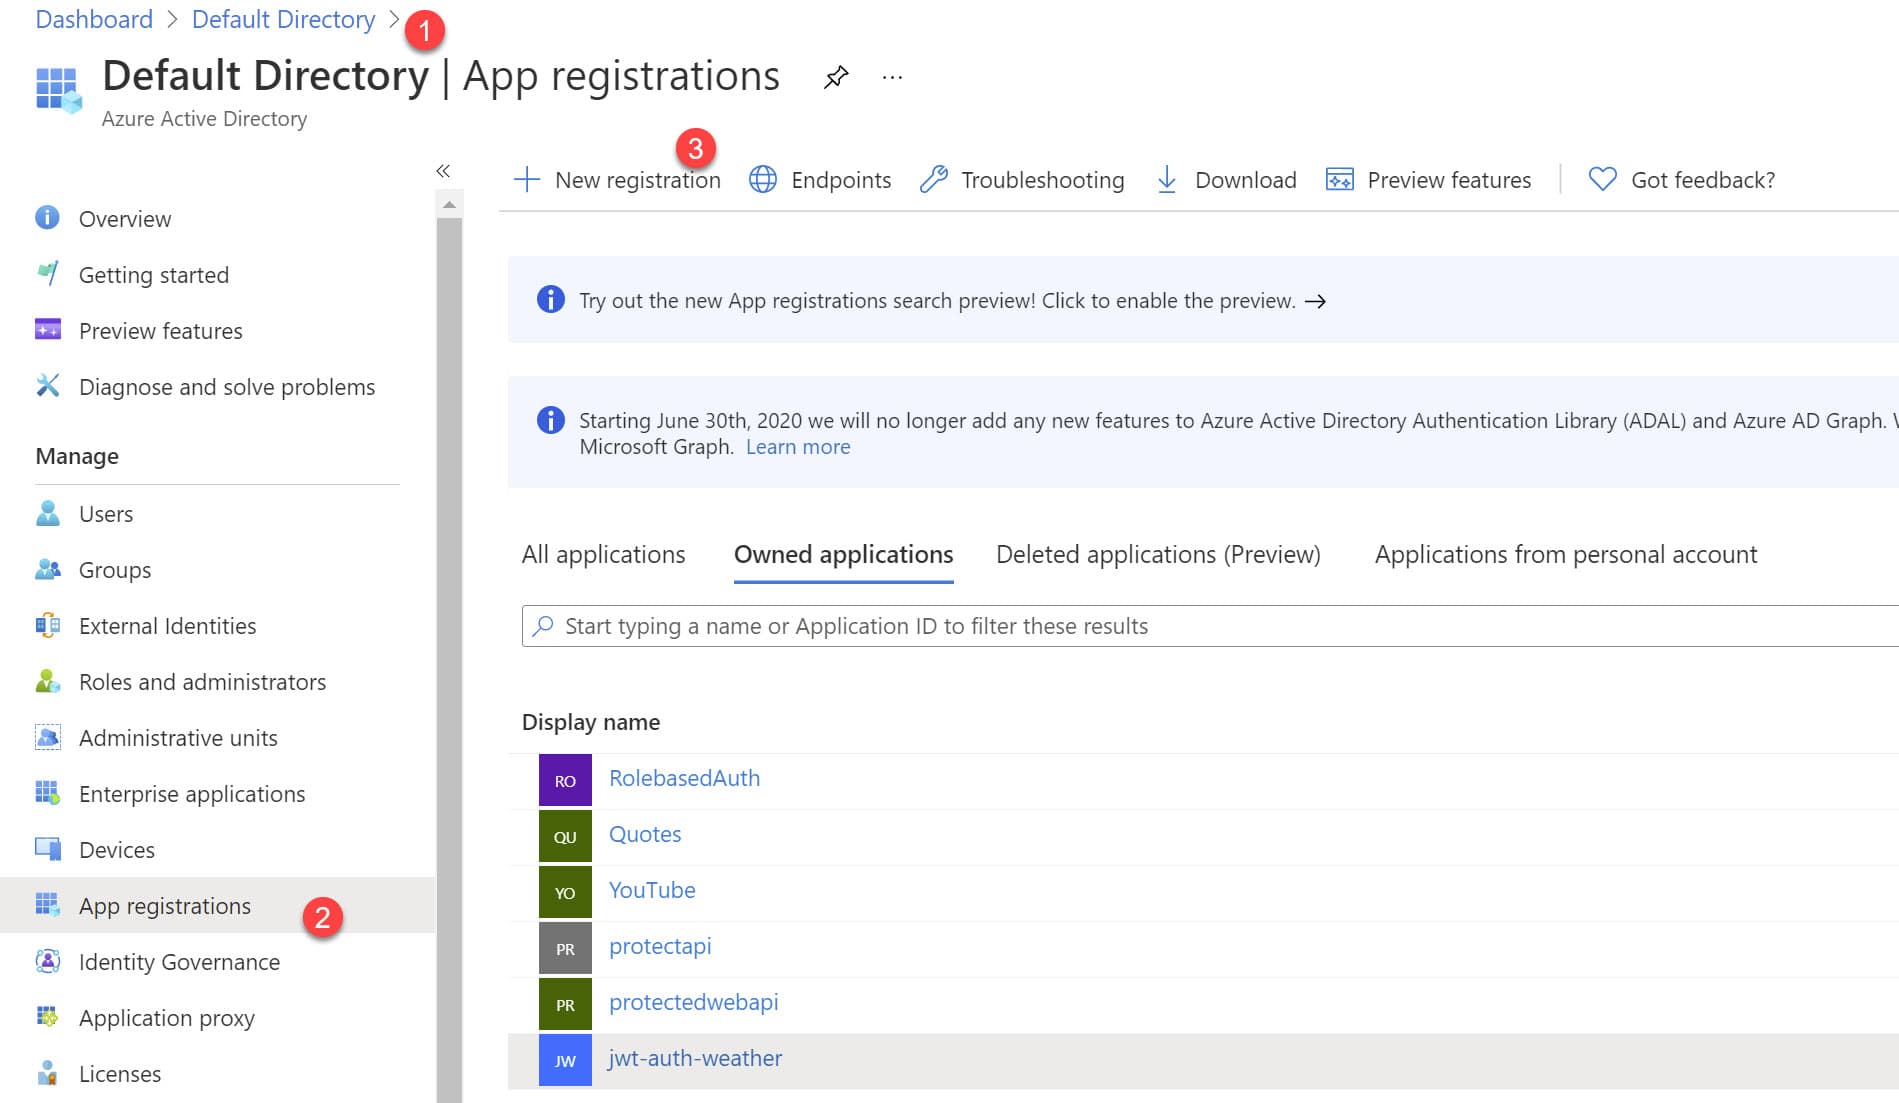 Dashboard > Default Directory >
1
Default Directory | App registrations
Azure Active Directory
3
New registration
Endpoints
Troubleshooting
Download
Preview features
Got feedback?
Overview
Getting started
Preview features
Diagnose and solve problems
Manage
Users
Groups
External Identities
Roles and administrators
Administrative units
Enterprise applications
Devices
App registrations
2
Identity Governance
Application proxy
Licenses
Try out the new App registrations search preview! Click to enable the preview. →
Starting June 30th, 2020 we will no longer add any new features to Azure Active Directory Authentication Library (ADAL) and Azure AD Graph.
Microsoft Graph. Learn more
All applications
Owned applications
Deleted applications (Preview)
Applications from personal account
Start typing a name or Application ID to filter these results
Display name
RO RolebasedAuth
QU Quotes
YO YouTube
PR protectapi
PR protectedwebapi
JW jwt-auth-weather